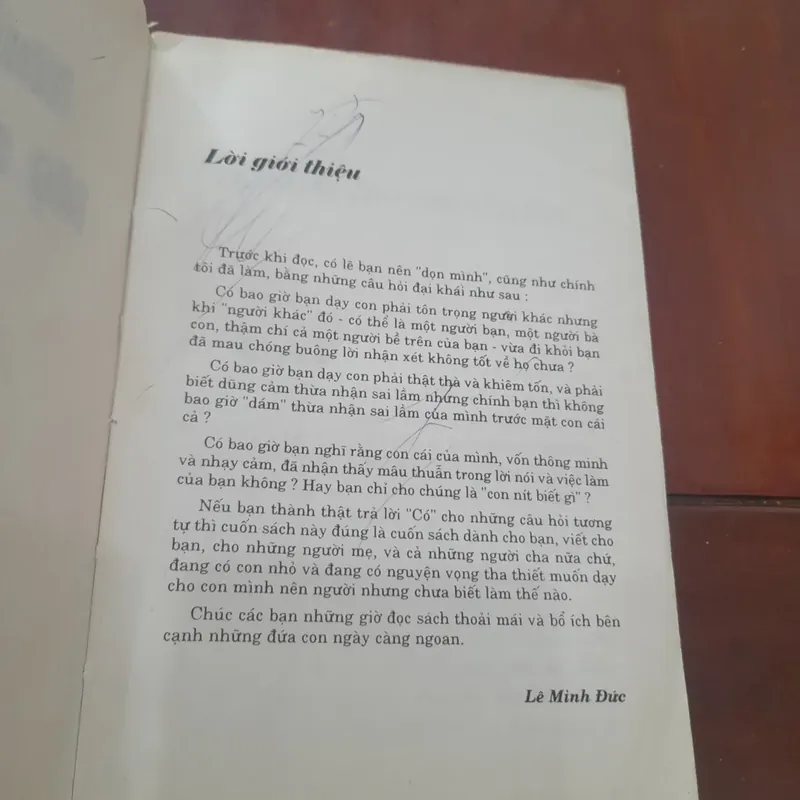 Lời giới thiệu
Trước khi đọc, có lẽ bạn nên "dọn mình", cũng như chính
tôi đã làm, bằng những câu hỏi đại khái như sau :
Có bao giờ bạn dạy con phải tôn trọng người khác nhưng
khi "người khác" đó - có thể là một người bạn, một người bà
con, thậm chí cả một người bề trên của bạn - vừa đi khỏi bạn
đã mau chóng buông lời nhận xét không tốt về họ chưa ?
Có bao giờ bạn dạy con phải thật thà và khiêm tốn, và phải
biết dũng cảm thừa nhận sai lầm nhưng chính bạn thì không
bao giờ "dám" thừa nhận sai lầm của mình trước mặt con cái
cả ?
Có bao giờ bạn nghĩ rằng con cái của mình, vốn thông minh
và nhạy cảm, đã nhận thấy mâu thuẫn trong lời nói và việc làm
của bạn không ? Hay bạn chỉ cho chúng là "con nít biết gì" ?
Nếu bạn thành thật trả lời "Có" cho những câu hỏi tương
tự thì cuốn sách này đúng là cuốn sách dành cho bạn, viết cho
bạn, cho những người mẹ, và cả những người cha nữa chứ,
đang có con nhỏ và đang có nguyện vọng tha thiết muốn dạy
cho con mình nên người nhưng chưa biết làm thế nào.
Chúc các bạn những giờ đọc sách thoải mái và bổ ích bên
cạnh những đứa con ngày càng ngoan.
Lê Minh Đức